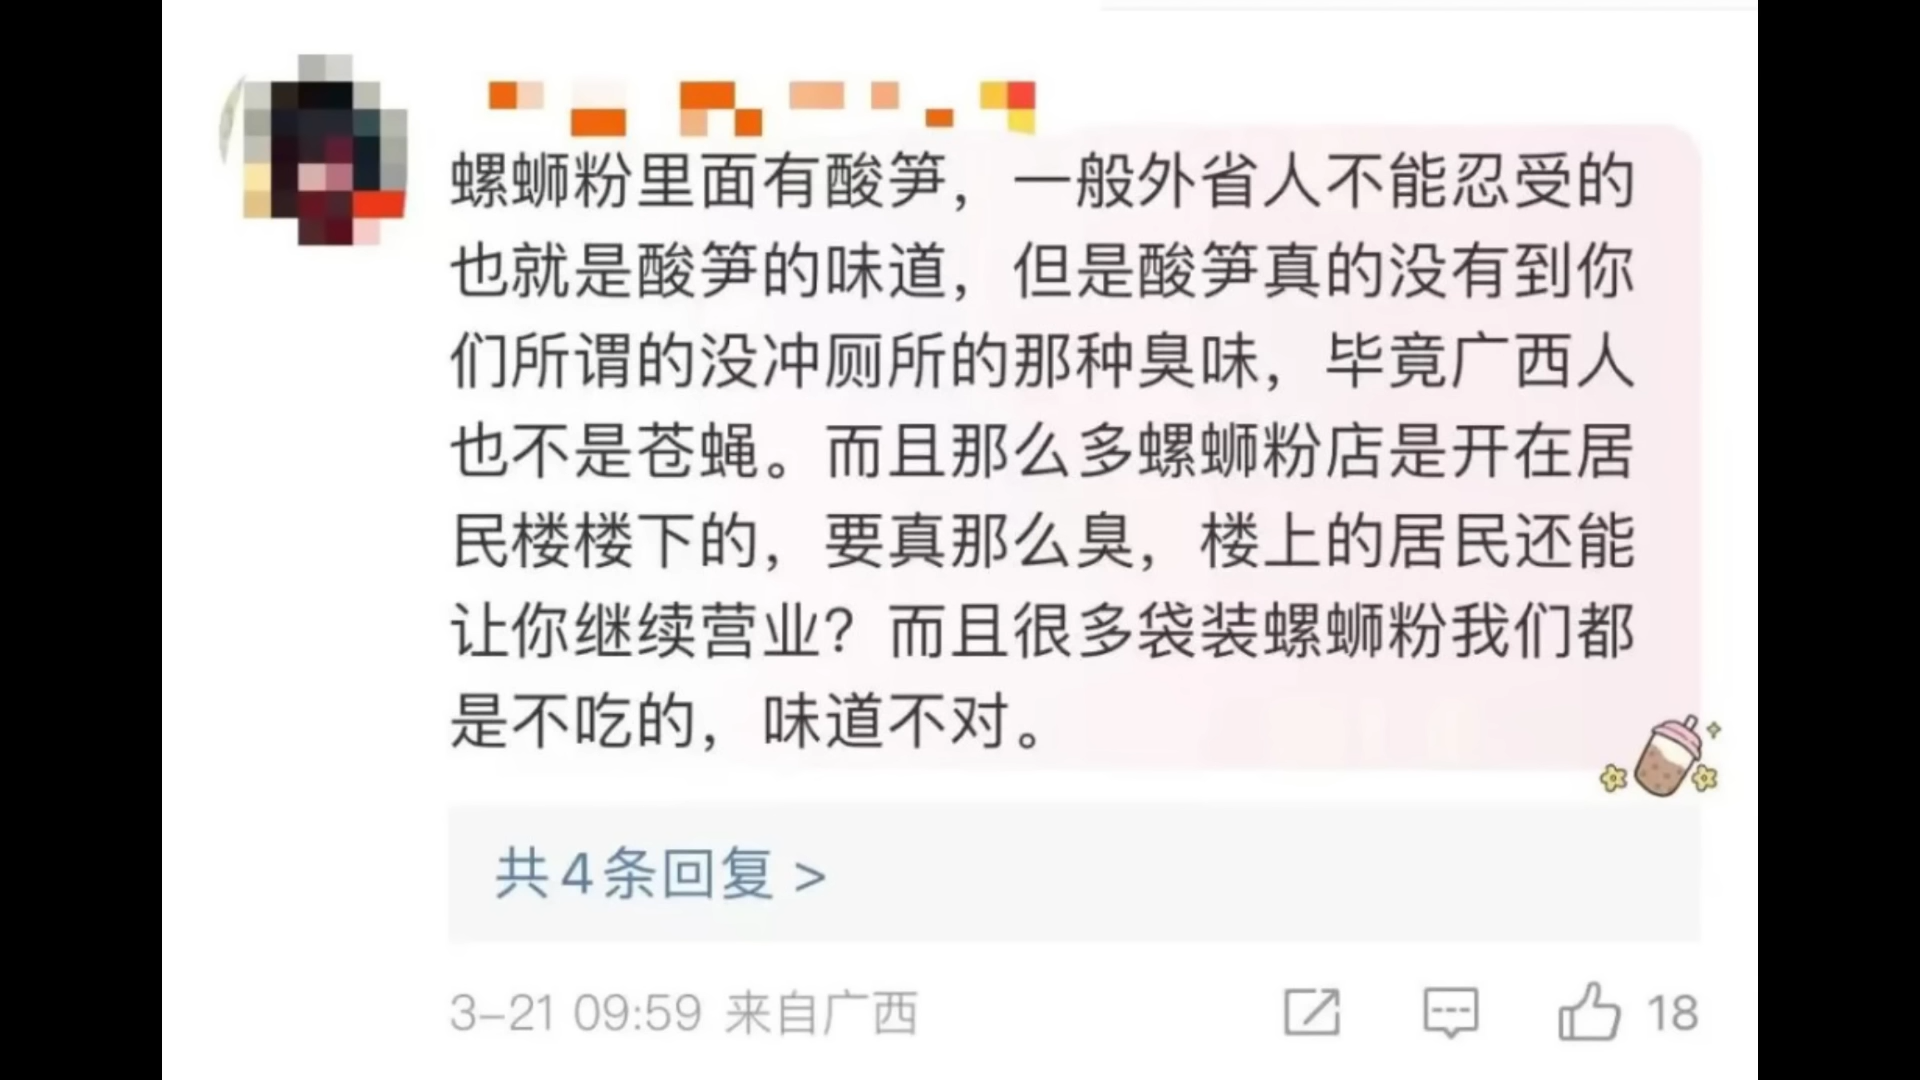 螺蛳粉里面有酸笋，一般外省人不能忍受的
也就是酸笋的味道，但是酸笋真的没有到你
们所谓的没冲厕所的那种臭味，毕竟广西人
也不是苍蝇。而且那么多螺蛳粉店是开在居
民楼楼下的，要真那么臭，楼上的居民还能
让你继续营业？而且很多袋装螺蛳粉我们都
是不吃的，味道不对。
共4条回复 >
3-21 09:59 来自广西
18